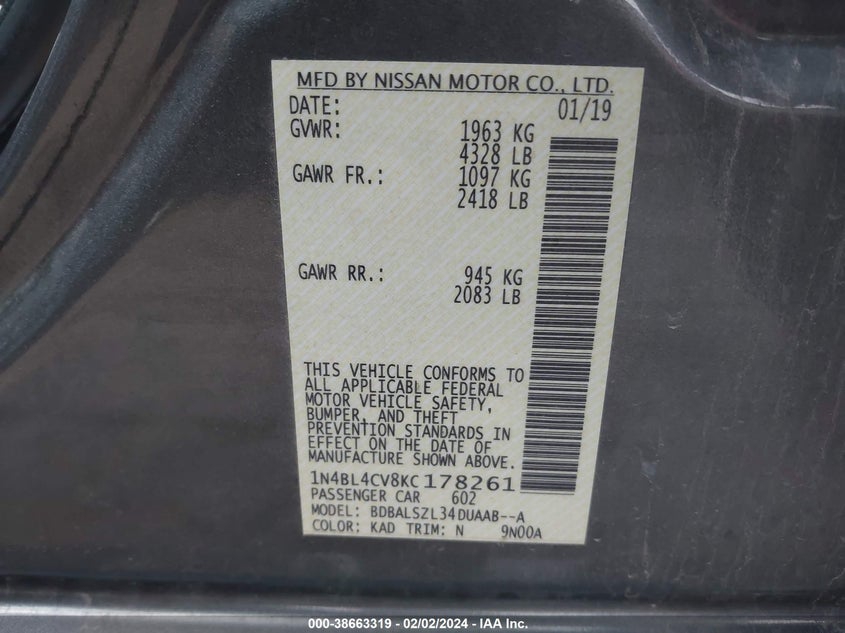 MFD BY NISSAN MOTOR CO., LTD.
DATE: 01/19
GVWR: 1963 KG
4328 LB
GAWR FR.: 1097 KG
2418 LB
GAWR RR.: 945 KG
2083 LB
THIS VEHICLE CONFORMS TO
ALL APPLICABLE FEDERAL
MOTOR VEHICLE SAFETY,
BUMPER, AND THEFT
PREVENTION STANDARDS IN
EFFECT ON THE DATE OF
MANUFACTURE SHOWN ABOVE.
1N4BL4CV8KC178261
PASSENGER CAR 602
MODEL: BDBALSZL34DUAAB--A
COLOR: KAD TRIM: N 9N00A
000-38663319 - 02/02/2024 - IAA Inc.